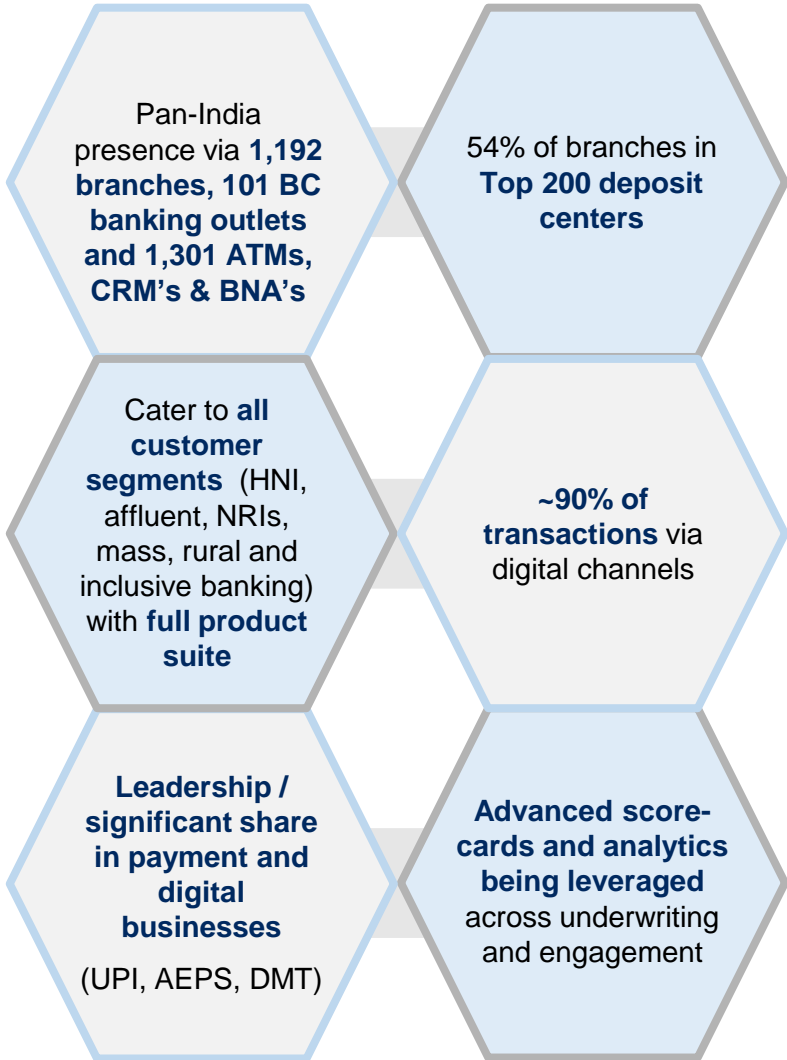 Pan-India
presence via 1,192
branches, 101 BC
banking outlets
and 1,301 ATMs,
CRM's & BNA's
54% of branches in
Top 200 deposit
centers
Cater to all
customer
segments (HNI,
affluent, NRIs,
mass, rural and
inclusive banking)
with full product
suite
~90% of
transactions via
digital channels
Leadership /
significant share
in payment and
digital
businesses
(UPI, AEPS, DMT)
Advanced score-
cards and analytics
being leveraged
across underwriting
and engagement